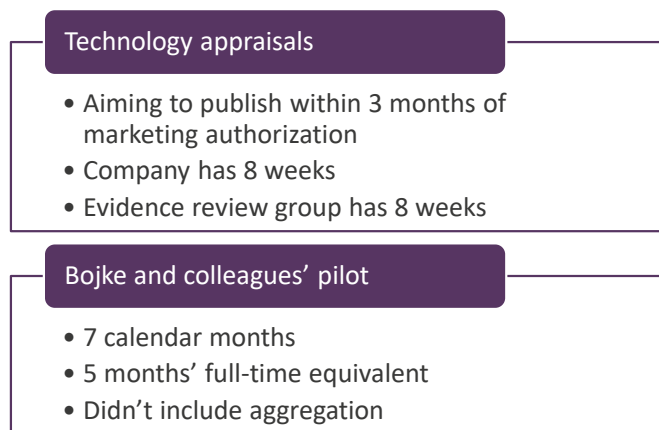 Technology appraisals
• Aiming to publish within 3 months of
marketing authorization
• Company has 8 weeks
• Evidence review group has 8 weeks
Bojke and colleagues’ pilot
• 7 calendar months
• 5 months’ full-time equivalent
• Didn’t include aggregation